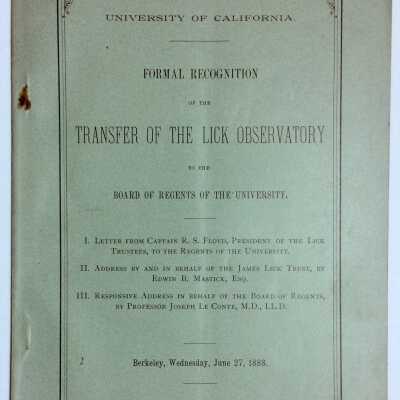 UNIVERSITY OF CALIFORNIA.
FORMAL RECOGNITION
OF THE
TRANSFER OF THE LICK OBSERVATORY
TO THE
BOARD OF REGENTS OF THE UNIVERSITY.
I. Letter from Captain R. S. Floyd, President of the Lick
Trustees, to the Regents of the University.
II. Address by and in behalf of the James Lick Trust, by
Edwin B. Mastick, Esq.
III. Responsive Address in behalf of the Board of Regents,
by Professor Joseph Le Conte, M.D., LL.D.
2
Berkeley, Wednesday, June 27, 1888.